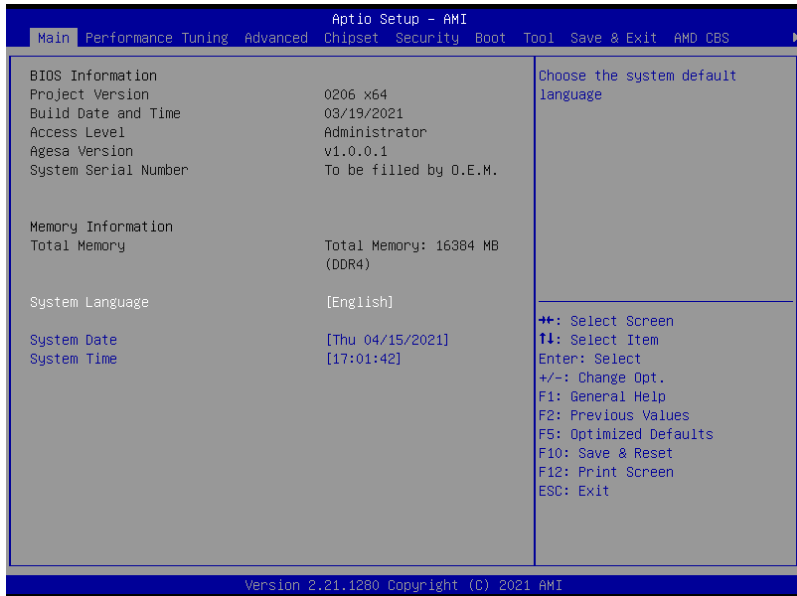 Aptio Setup - AMI
Main Performance Tuning Advanced Chipset Security Boot Tool Save & Exit AMD CBS
BIOS Information
Project Version 0206 x64
Build Date and Time 03/19/2021
Access Level Administrator
Agesa Version v1.0.0.1
System Serial Number To be filled by O.E.M.
Memory Information
Total Memory Total Memory: 16384 MB
(DDR4)
System Language [English]
System Date [Thu 04/15/2021]
System Time [17:01:42]
Choose the system default
language
→←: Select Screen
↑↓: Select Item
Enter: Select
+/-: Change Opt.
F1: General Help
F2: Previous Values
F5: Optimized Defaults
F10: Save & Reset
F12: Print Screen
ESC: Exit
Version 2.21.1280 Copyright (C) 2021 AMI